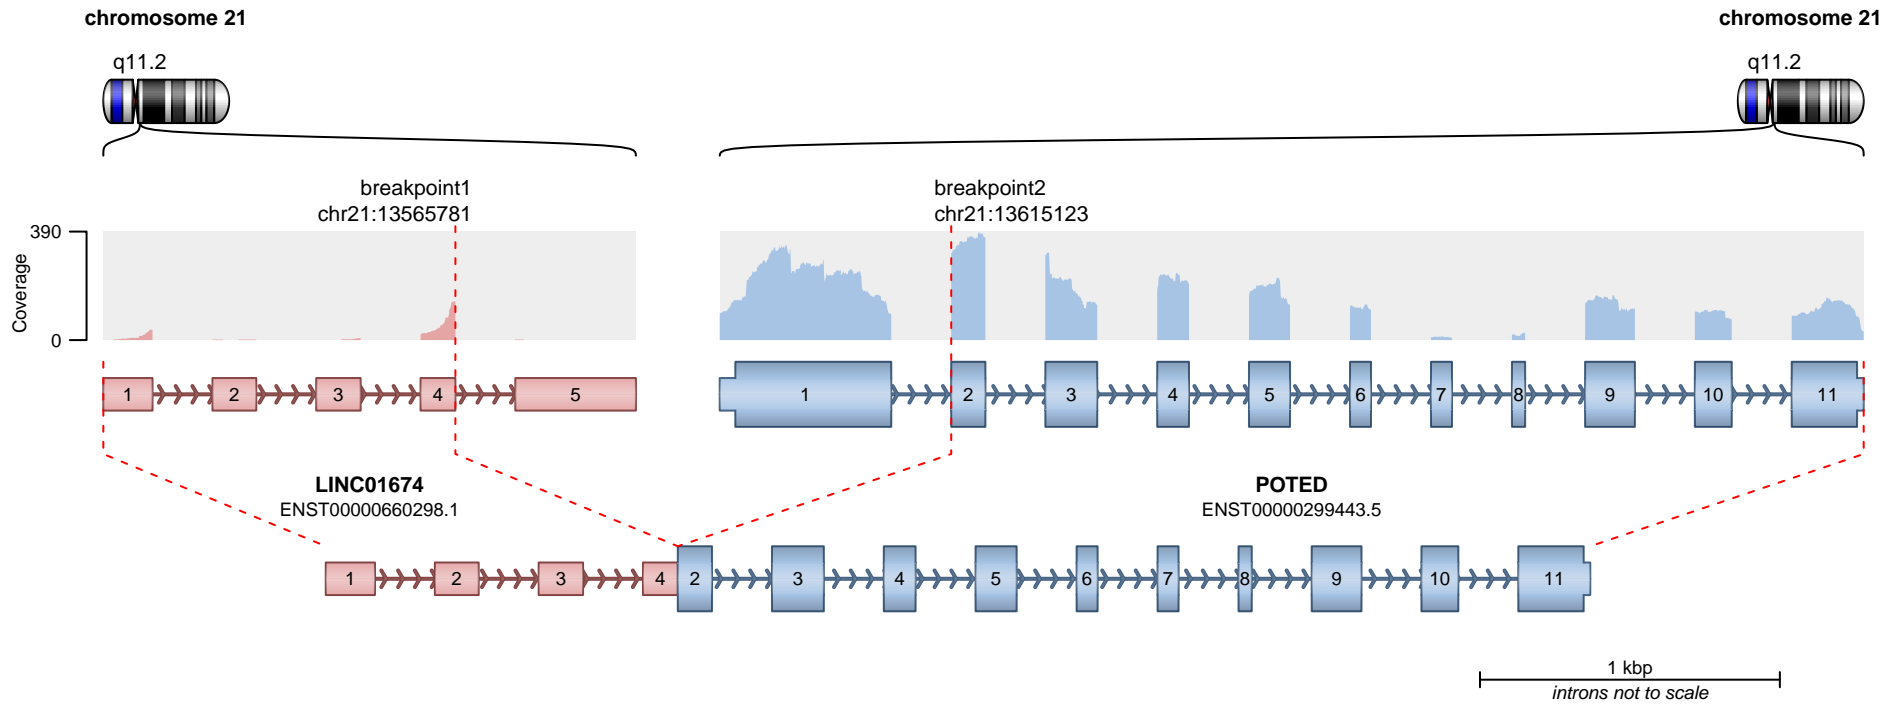 chromosome 21
chromosome 21
q11.2
q11.2
breakpoint1
chr21:13565781
breakpoint2
chr21:13615123
390
0
Coverage
1 2 3 4 5
1 2 3 4 5 6 7 8 9 10 11
LINC01674
ENST00000660298.1
POTED
ENST00000299443.5
1 2 3 4 2 3 4 5 6 7 8 9 10 11
1 kbp
introns not to scale